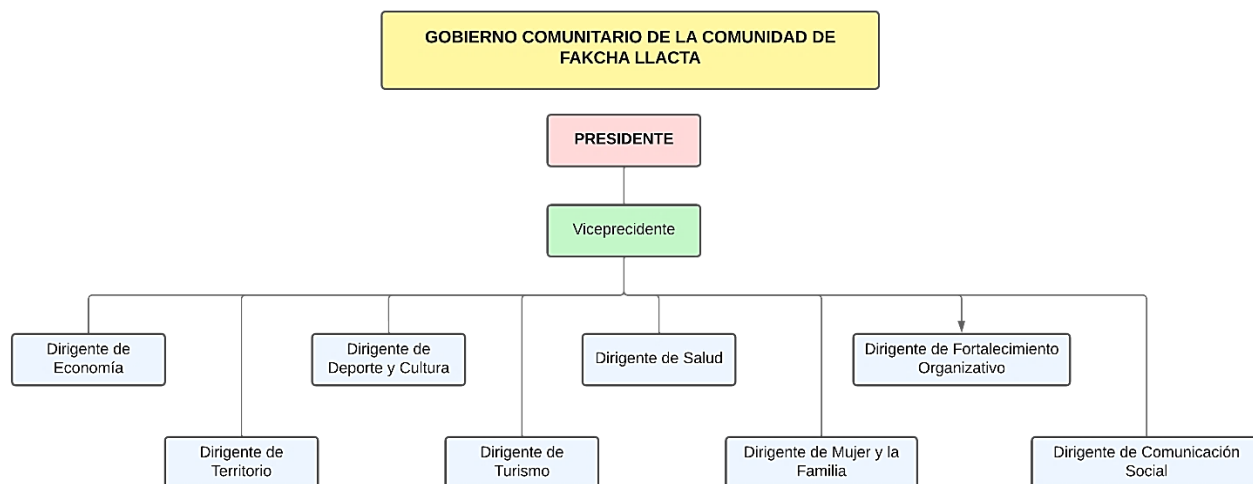 GOBIERNO COMUNITARIO DE LA COMUNIDAD DE
FAKCHA LLACTA
PRESIDENTE
Viceprecidente
Dirigente de
Economía
Dirigente de
Deporte y Cultura
Dirigente de Salud
Dirigente de Fortalecimiento
Organizativo
Dirigente de
Territorio
Dirigente de
Turismo
Dirigente de Mujer y la
Familia
Dirigente de Comunicación
Social